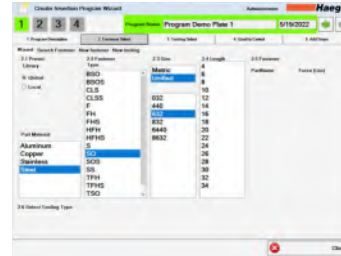 Create Insertion Program Wizard Administrator Haeg
1 2 3 4 Program Name Program Demo Plate 1 5/19/2022
1 Program Description 2 Fastener Select 3 Tooling Select 4 Quality Control 5 Add Steps
Wizard Search Fastener New fastener New tooling
2.1 Preset 2.2 Fastener 2.3 Size 2.4 Length 2.5 Fastener
Library Type PartName Force (Lbs)
Global
Local
Part Material
Aluminum
Copper
Stainless
Steel
BSO
BSOS
CLS
CLSS
F
FH
FHS
HFH
HFHS
S
SO
SOS
SS
TFH
TFHS
TSO
Metric
Unified
032
440
632
832
6440
8632
4
6
8
10
12
14
16
18
20
22
24
26
28
30
32
34
2.6 Select Tooling Type